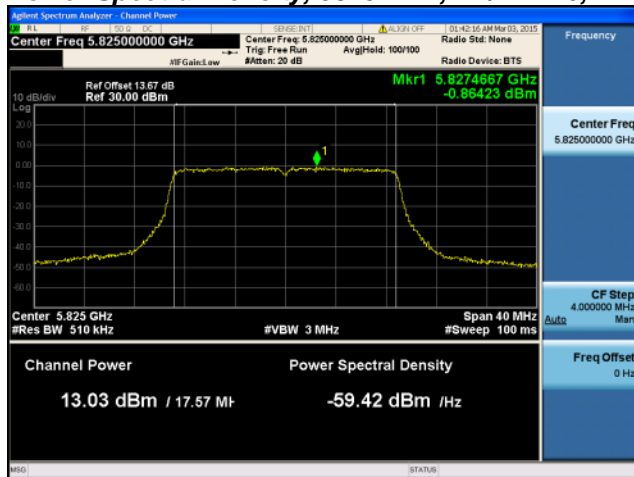 Agilent Spectrum Analyzer - Channel Power
RL RF 50 Ω DC SENSE:INT ALIGN OFF 01:42:16 AM Mar 03, 2015
Center Freq 5.825000000 GHz
Center Freq: 5.825000000 GHz Radio Std: None
Trig: Free Run Avg|Hold: 100/100
#IFGain:Low #Atten: 20 dB Radio Device: BTS
Frequency
Ref Offset 13.67 dB
10 dB/div Ref 30.00 dBm
Mkr1 5.8274667 GHz
-0.86423 dBm
Log
20.0
10.0
0.00
-10.0
-20.0
-30.0
-40.0
-50.0
-60.0
1
Center Freq
5.825000000 GHz
Center 5.825 GHz Span 40 MHz
#Res BW 510 kHz #VBW 3 MHz #Sweep 100 ms
CF Step
4.000000 MHz
Auto Man
Channel Power Power Spectral Density
13.03 dBm / 17.57 MH -59.42 dBm /Hz
Freq Offset
0 Hz
MSG STATUS